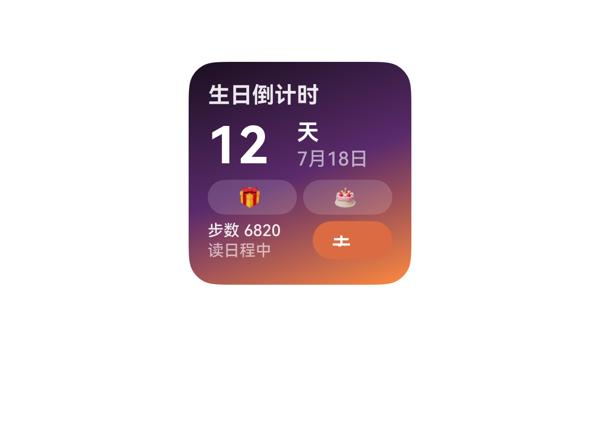 生日倒计时
12 天
7月18日
步数 6820
读日程中